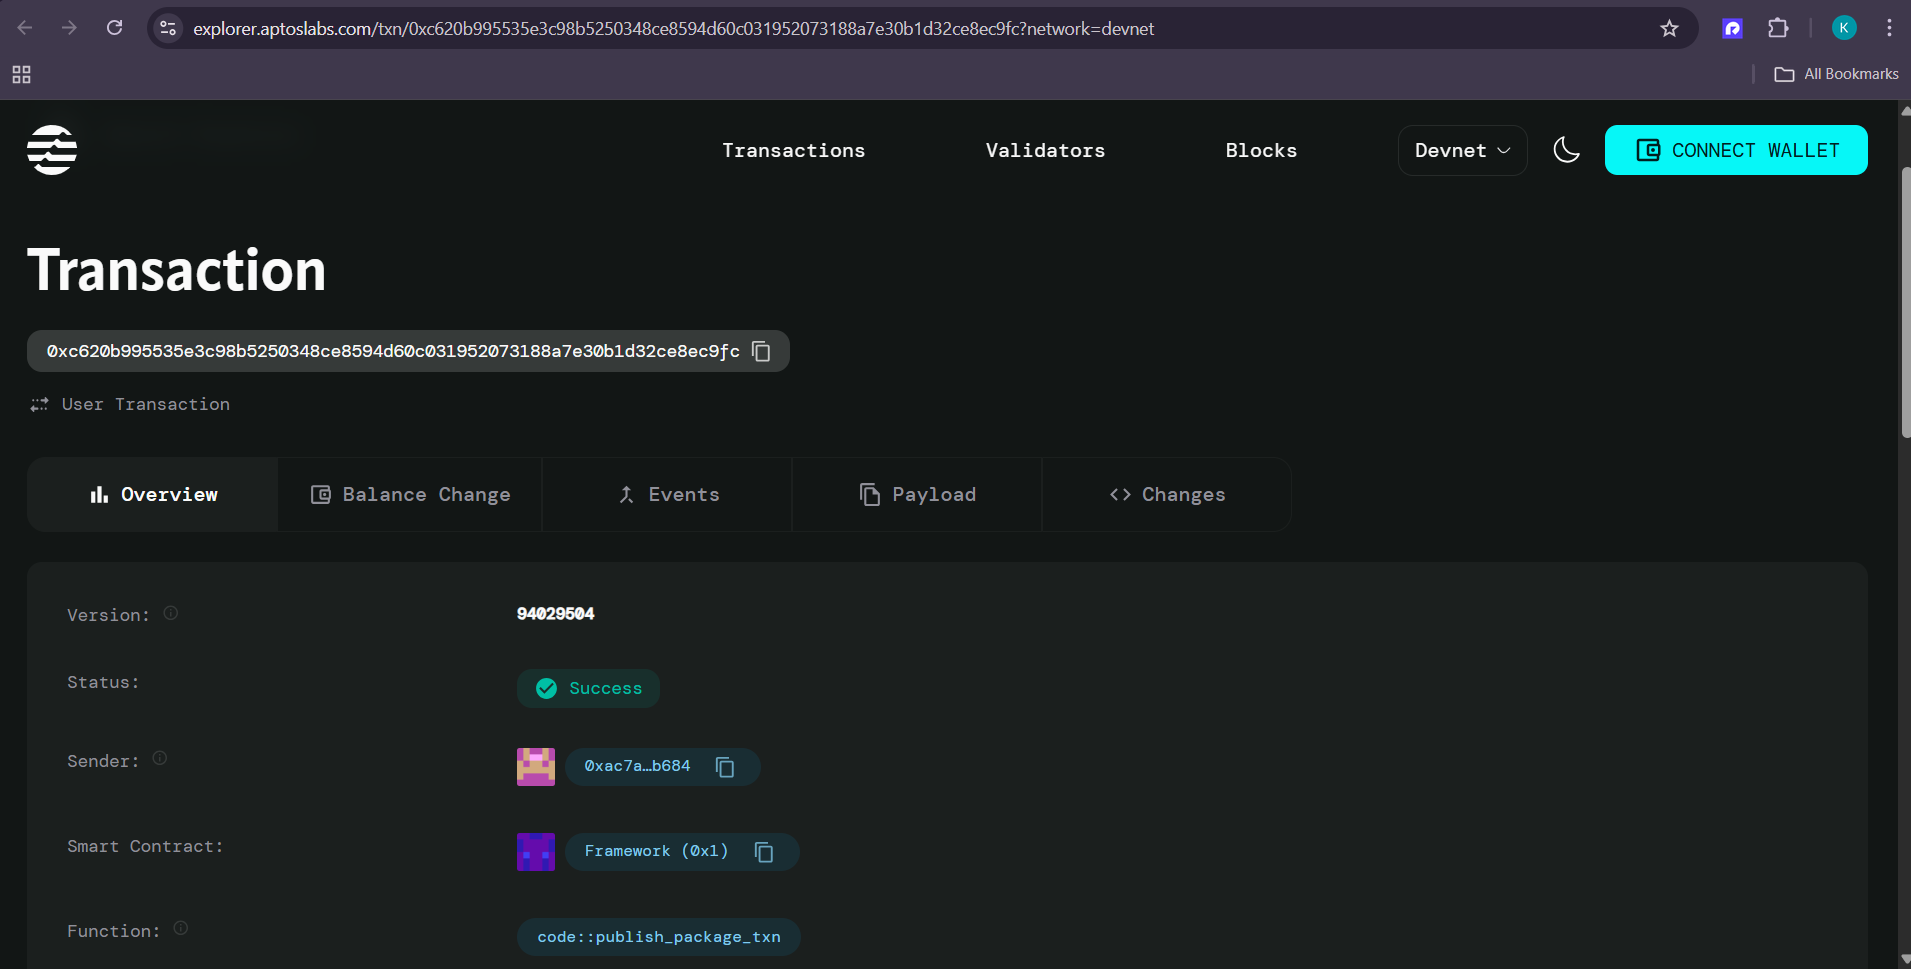 explorer.aptoslabs.com/txn/0xc620b995535e3c98b5250348ce8594d60c031952073188a7e30b1d32ce8ec9fc?network=devnet
K
All Bookmarks
Transactions
Validators
Blocks
Devnet
CONNECT WALLET
Transaction
0xc620b995535e3c98b5250348ce8594d60c031952073188a7e30b1d32ce8ec9fc
User Transaction
Overview
Balance Change
Events
Payload
Changes
Version:
94029504
Status:
Success
Sender:
0xac7a…b684
Smart Contract:
Framework (0x1)
Function:
code::publish_package_txn